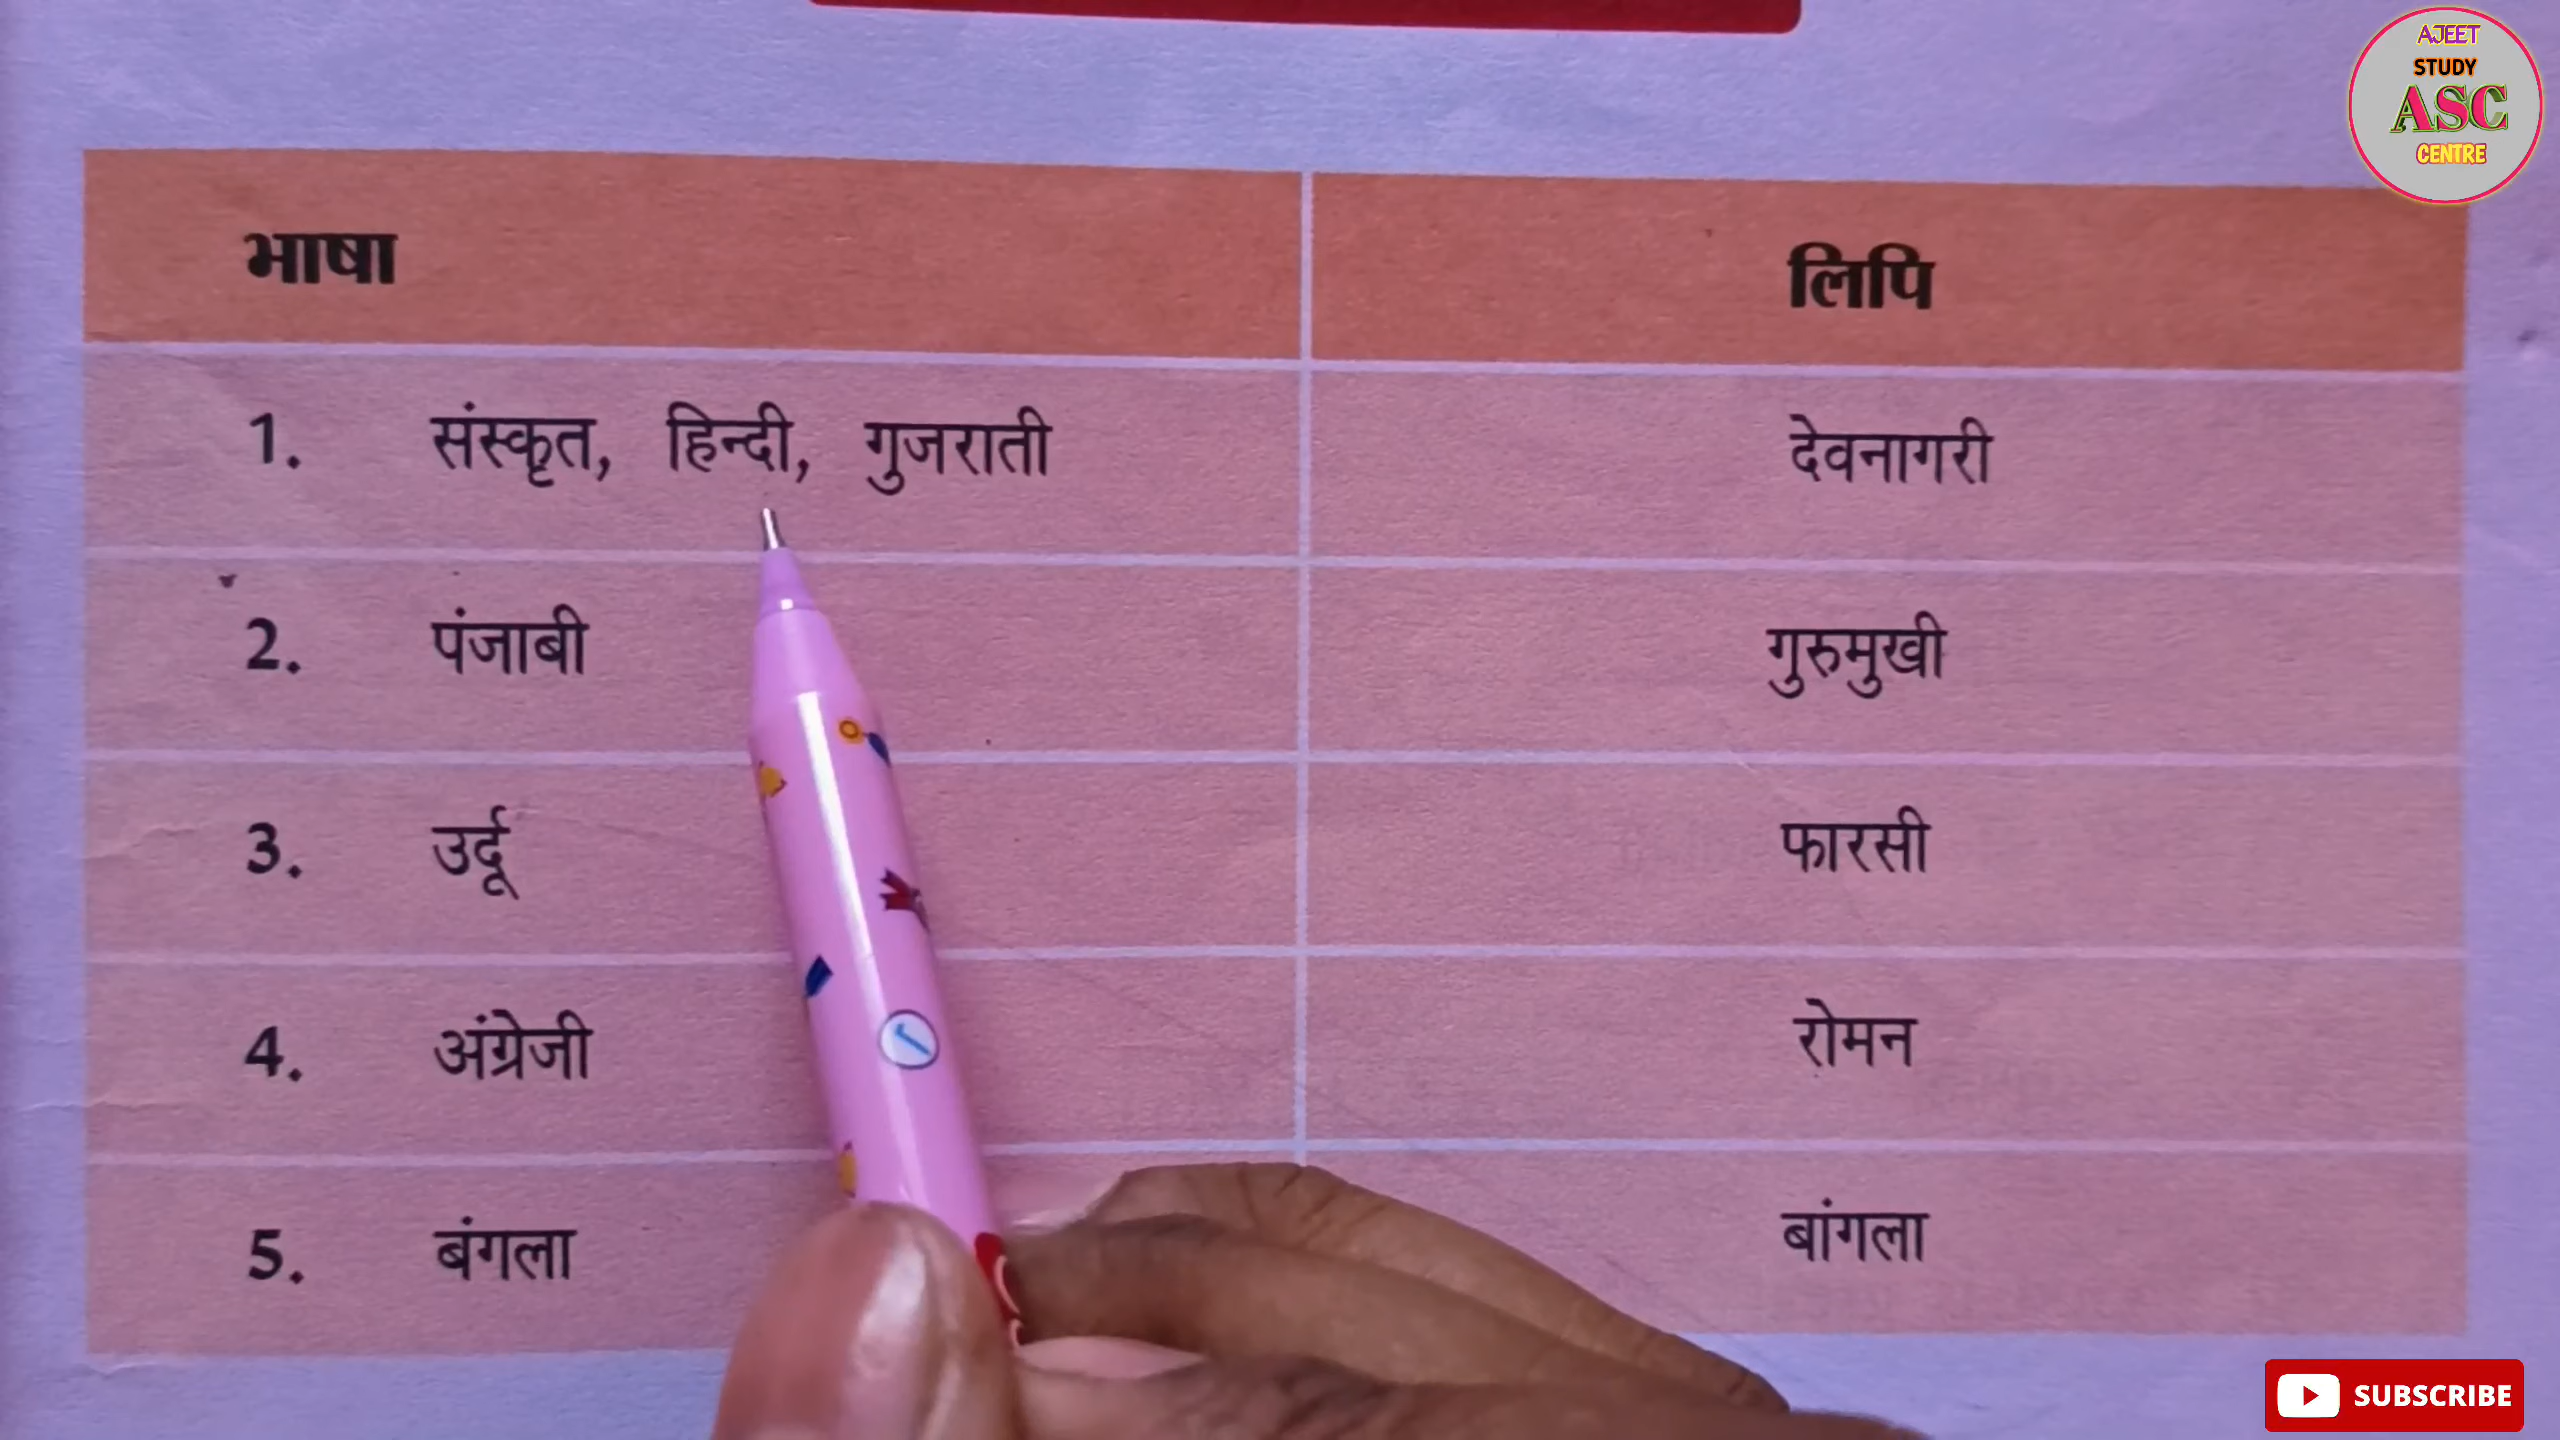 AJEET
STUDY
ASC
CENTRE
भाषा लिपि
1. संस्कृत, हिन्दी, गुजराती देवनागरी
2. पंजाबी गुरुमुखी
3. उर्दू फारसी
4. अंग्रेजी रोमन
5. बंगला बांगला
SUBSCRIBE